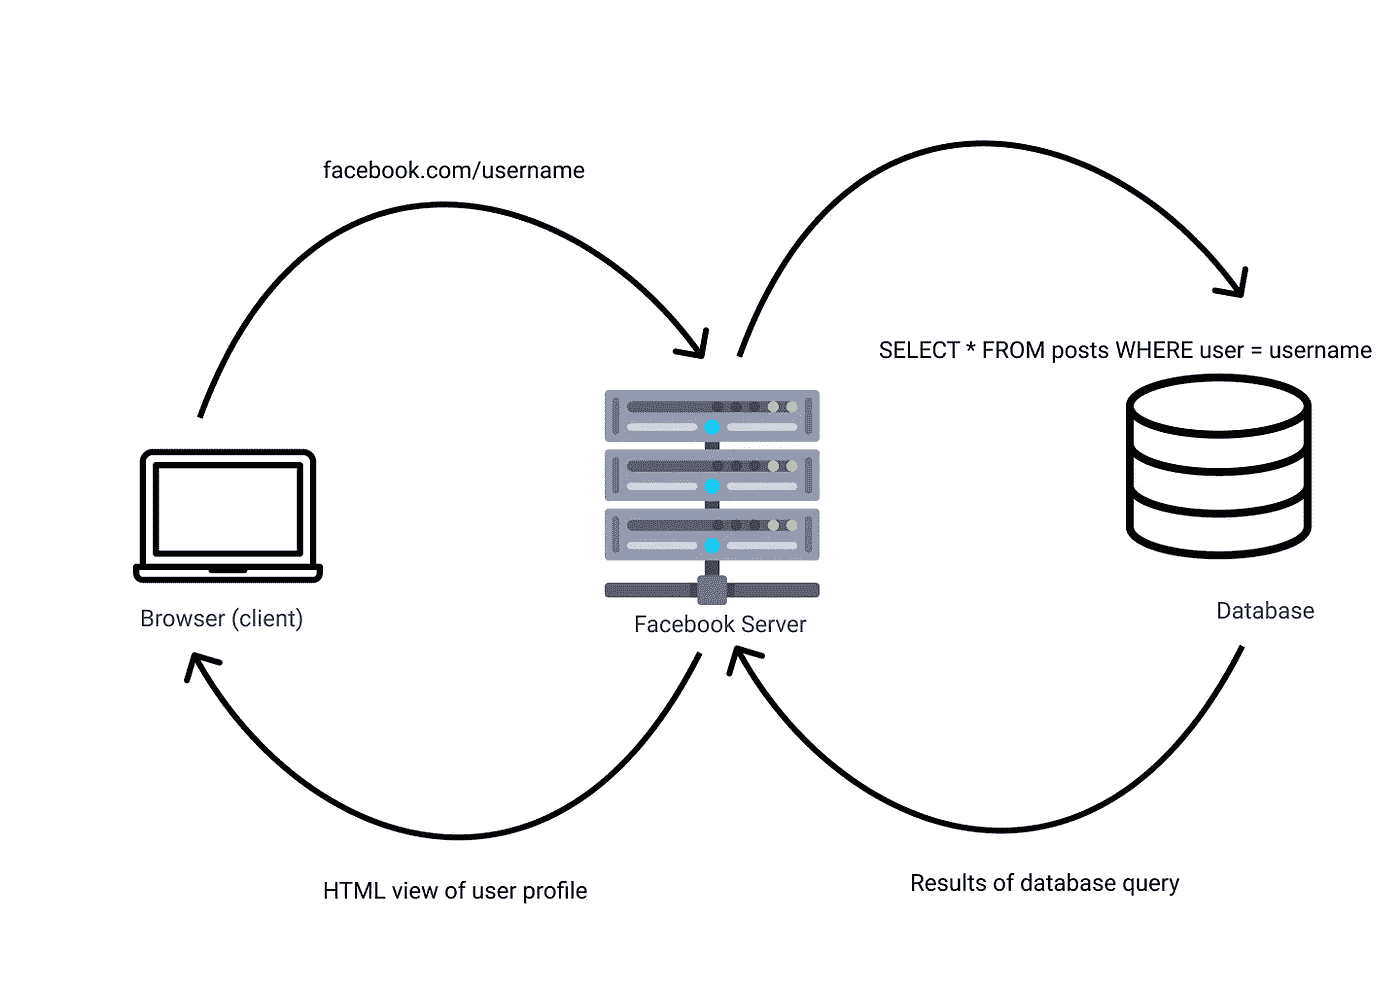 facebook.com/username
SELECT * FROM posts WHERE user = username
Browser (client)
Facebook Server
Database
HTML view of user profile
Results of database query